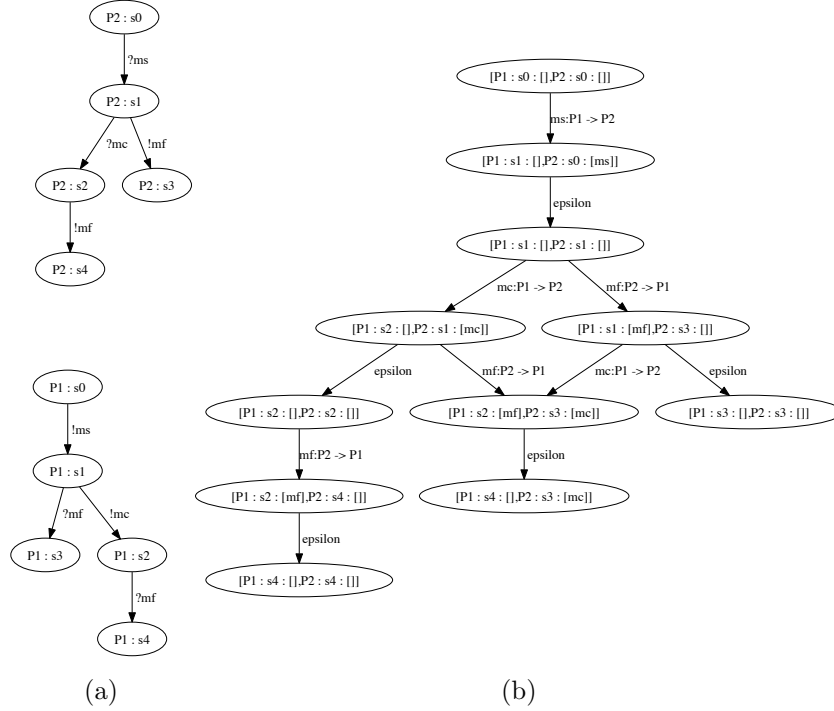 P2 : s0
?ms
P2 : s1
?mc
!mf
P2 : s2
P2 : s3
!mf
P2 : s4
P1 : s0
!ms
P1 : s1
?mf
!mc
P1 : s3
P1 : s2
?mf
P1 : s4
(a)
[P1 : s0 : [],P2 : s0 : []]
ms:P1 -> P2
[P1 : s1 : [],P2 : s0 : [ms]]
epsilon
[P1 : s1 : [],P2 : s1 : []]
mc:P1 -> P2
mf:P2 -> P1
[P1 : s2 : [],P2 : s1 : [mc]]
[P1 : s1 : [mf],P2 : s3 : []]
epsilon
mf:P2 -> P1
mc:P1 -> P2
epsilon
[P1 : s2 : [],P2 : s2 : []]
[P1 : s2 : [mf],P2 : s3 : [mc]]
[P1 : s3 : [],P2 : s3 : []]
mf:P2 -> P1
epsilon
[P1 : s2 : [mf],P2 : s4 : []]
[P1 : s4 : [],P2 : s3 : [mc]]
epsilon
[P1 : s4 : [],P2 : s4 : []]
(b)